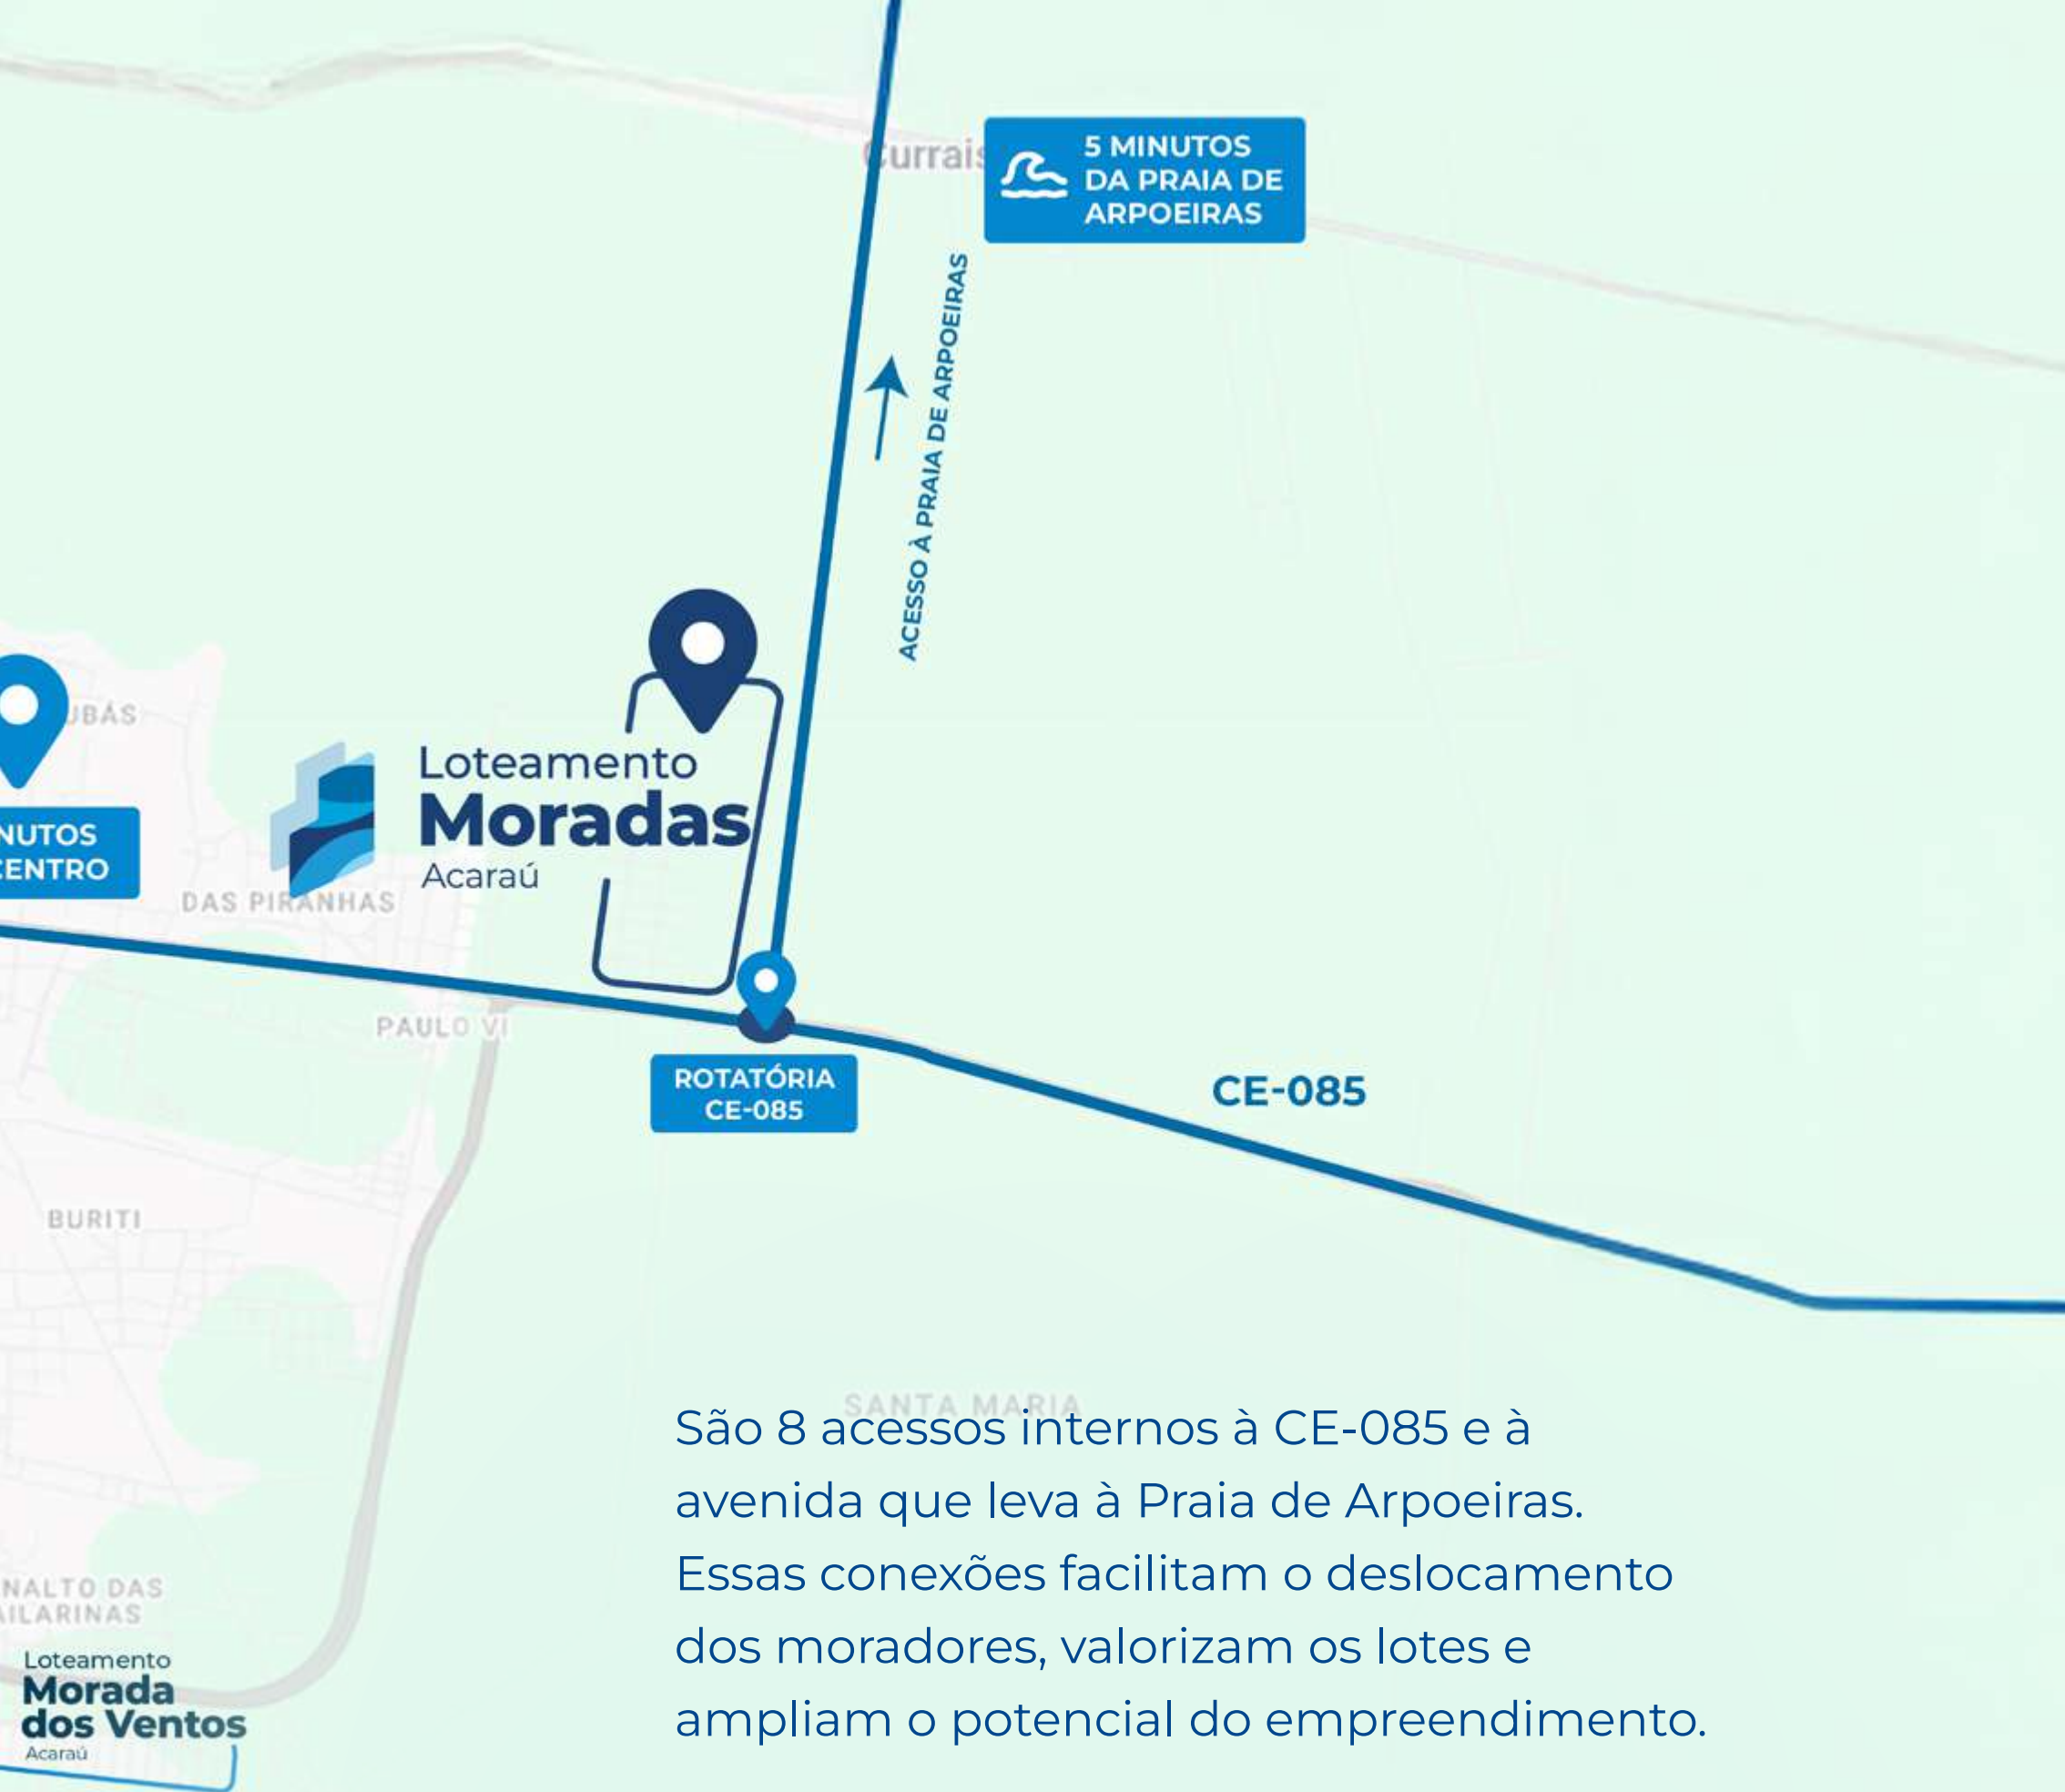 Currais
5 MINUTOS
DA PRAIA DE
ARPOEIRAS
ACESSO À PRAIA DE ARPOEIRAS
Loteamento
Moradas
Acaraú
CENTRO
DAS PIRANHAS
PAULO VI
ROTATÓRIA
CE-085
CE-085
BURITI
SANTA MARIA
São 8 acessos internos à CE-085 e à
avenida que leva à Praia de Arpoeiras.
Essas conexões facilitam o deslocamento
dos moradores, valorizam os lotes e
ampliam o potencial do empreendimento.
DAS
Loteamento
Morada
dos Ventos
Acaraú